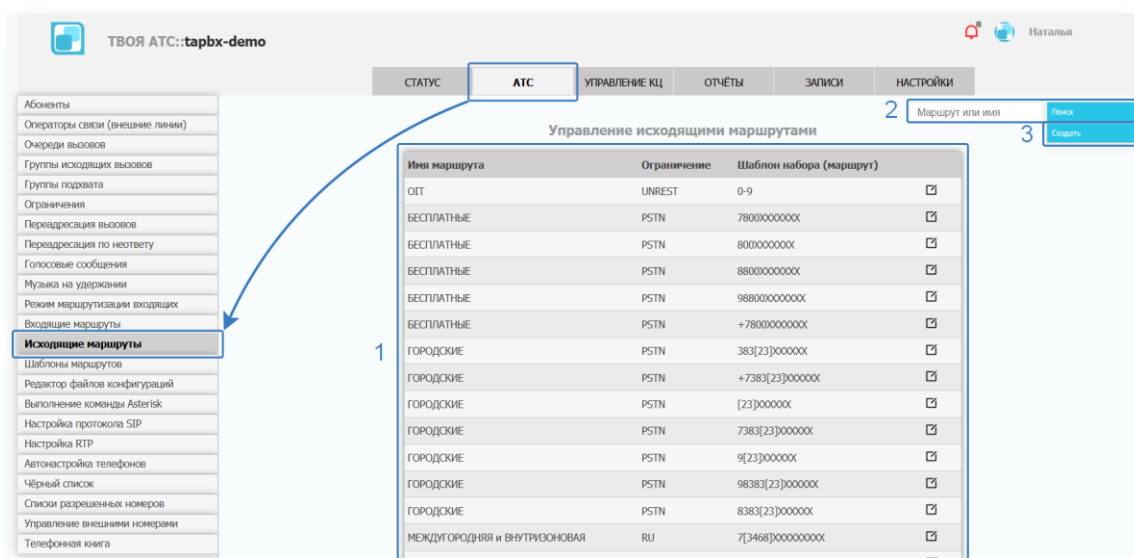 ТВОЯ АТС::tapbx-demo
8
Наталья
СТАТУС АТС УПРАВЛЕНИЕ КЦ ОТЧЁТЫ ЗАПИСИ НАСТРОЙКИ
Абоненты
Операторы связи (внешние линии)
Очереди вызовов
Группы исходящих вызовов
Группы подхвата
Ограничения
Переадресация вызовов
Переадресация по неответу
Голосовые сообщения
Музыка на удержании
Режим маршрутизации входящих
Входящие маршруты
Исходящие маршруты
Шаблоны маршрутов
Редактор файлов конфигураций
Выполнение команды Asterisk
Настройка протокола SIP
Настройка RTP
Автонастройка телефонов
Чёрный список
Списки разрешенных номеров
Управление внешними номерами
Телефонная книга
2 Маршрут или имя Поиск
3 Создать
Управление исходящими маршрутами
1
Имя маршрута Ограничение Шаблон набора (маршрут)
ОІТ UNREST 0-9
БЕСПЛАТНЫЕ PSTN 7800XXXXXXX
БЕСПЛАТНЫЕ PSTN 800XXXXXXX
БЕСПЛАТНЫЕ PSTN 8800XXXXXXX
БЕСПЛАТНЫЕ PSTN 98800XXXXXXX
БЕСПЛАТНЫЕ PSTN +7800XXXXXXX
ГОРОДСКИЕ PSTN 383[23]XXXXXX
ГОРОДСКИЕ PSTN +7383[23]XXXXXX
ГОРОДСКИЕ PSTN [23]XXXXXX
ГОРОДСКИЕ PSTN 7383[23]XXXXXX
ГОРОДСКИЕ PSTN 9[23]XXXXXX
ГОРОДСКИЕ PSTN 98383[23]XXXXXX
ГОРОДСКИЕ PSTN 8383[23]XXXXXX
МЕЖДУГОРОДНЯЯ и ВНУТРИЗОНОВАЯ RU 7[3468]XXXXXXXXX